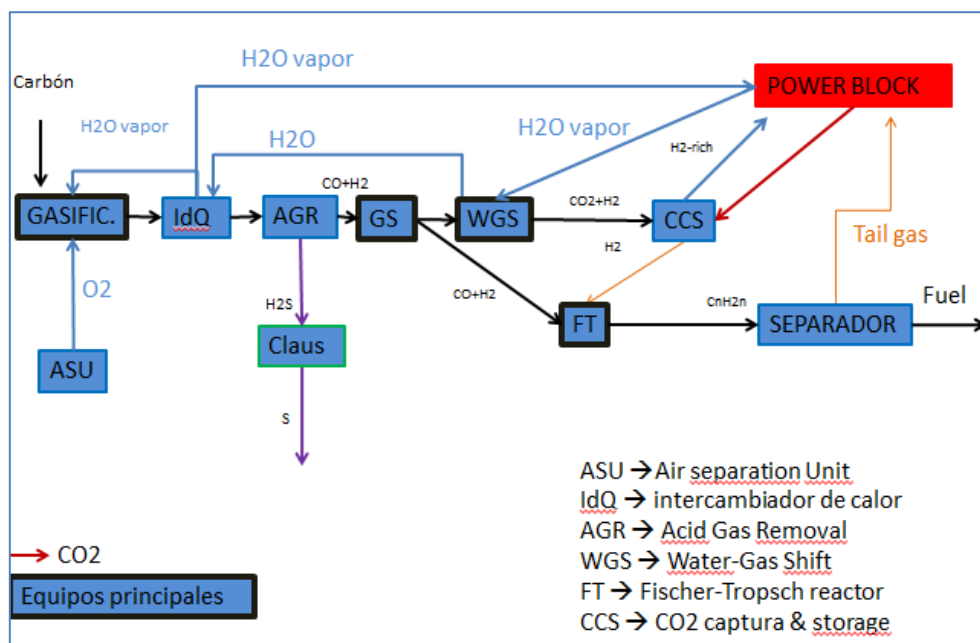 H2O vapor
POWER BLOCK
Carbón
H2O vapor
H2O
H2O vapor
H2-rich
CO+H2
GASIFIC.
IdQ
AGR
GS
WGS
CO2+H2
CCS
H2
Tail gas
O2
CO+H2
CnH2n
Fuel
H2S
FT
SEPARADOR
Claus
ASU
S
ASU → Air separation Unit
IdQ → intercambiador de calor
AGR → Acid Gas Removal
WGS → Water-Gas Shift
FT → Fischer-Tropsch reactor
CCS → CO2 captura & storage
CO2
Equipos principales